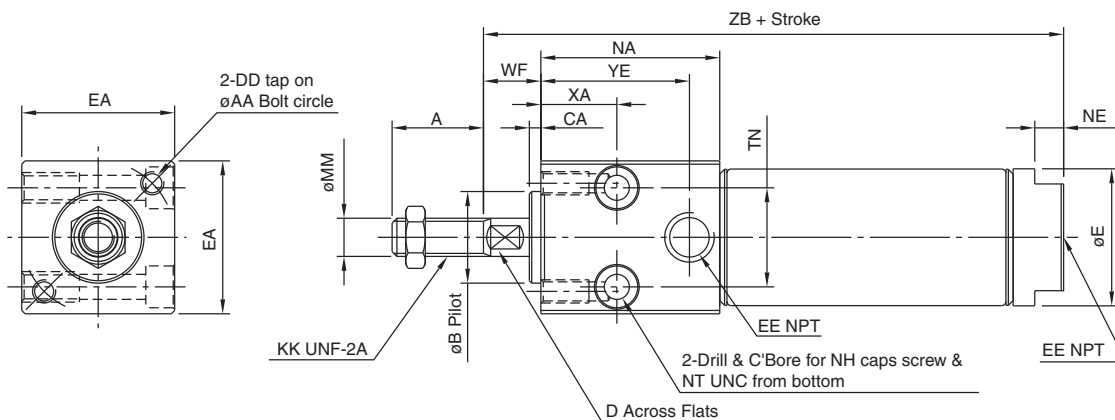 ZB + Stroke
NA
WF
YE
2-DD tap on
øAA Bolt circle
EA
XA
NE
A
CA
TN
øMM
EA
øE
øB Pilot
EE NPT
KK UNF-2A
EE NPT
2-Drill & C'Bore for NH caps screw &
NT UNC from bottom
D Across Flats